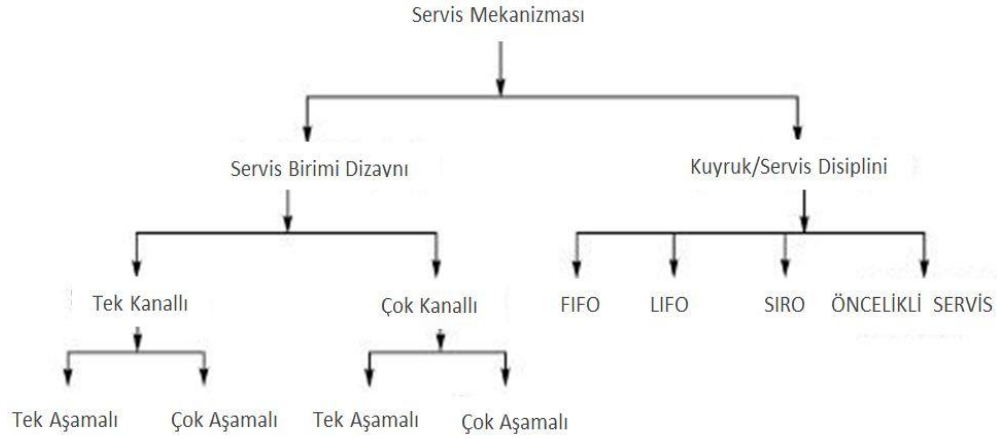 Servis Mekanizması
Servis Birimi Dizaynı
Kuyruk/Servis Disiplini
Tek Kanallı
Çok Kanallı
FIFO
LIFO
SIRO
ÖNCELİKLİ SERVİS
Tek Aşamalı
Çok Aşamalı
Tek Aşamalı
Çok Aşamalı